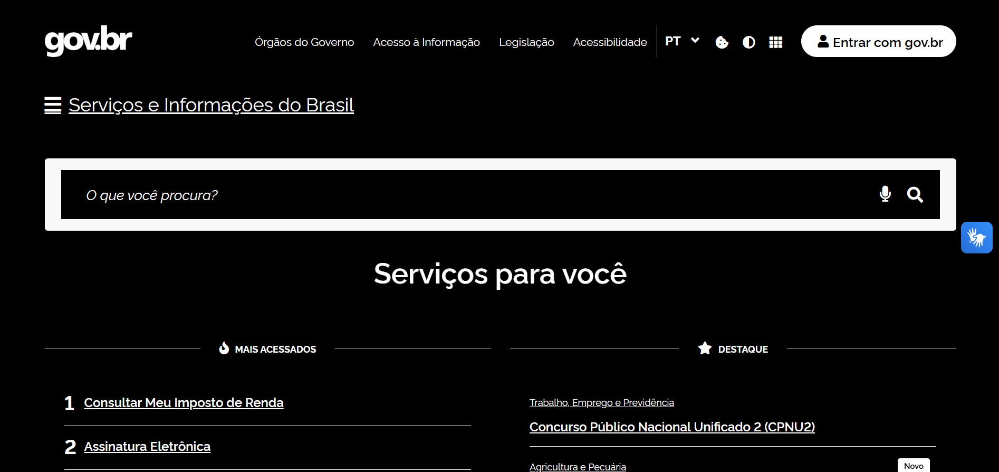 gov.br
Órgãos do Governo
Acesso à Informação
Legislação
Acessibilidade
PT
Entrar com gov.br
Serviços e Informações do Brasil
O que você procura?
Serviços para você
MAIS ACESSADOS
1 Consultar Meu Imposto de Renda
2 Assinatura Eletrônica
DESTAQUE
Trabalho, Emprego e Previdência
Concurso Público Nacional Unificado 2 (CPNU2)
Agricultura e Pecuária
Novo